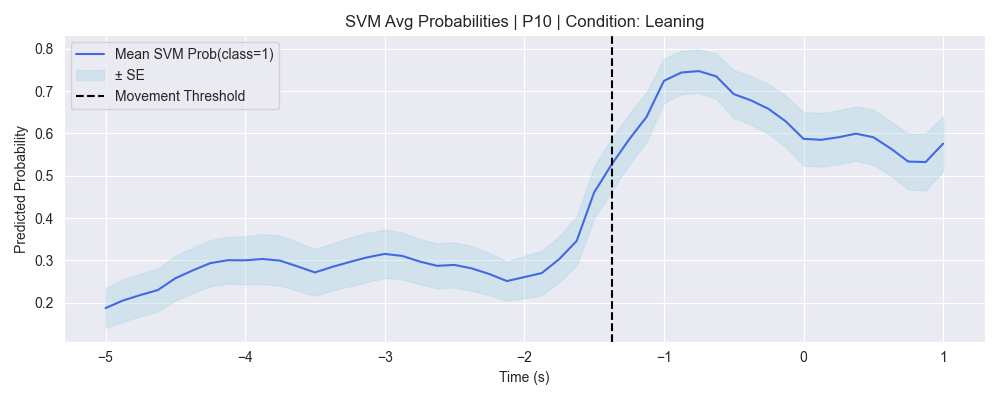 SVM Avg Probabilities | P10 | Condition: Leaning
Mean SVM Prob(class=1)
± SE
Movement Threshold
Predicted Probability
0.8
0.7
0.6
0.5
0.4
0.3
0.2
−5 −4 −3 −2 −1 0 1
Time (s)